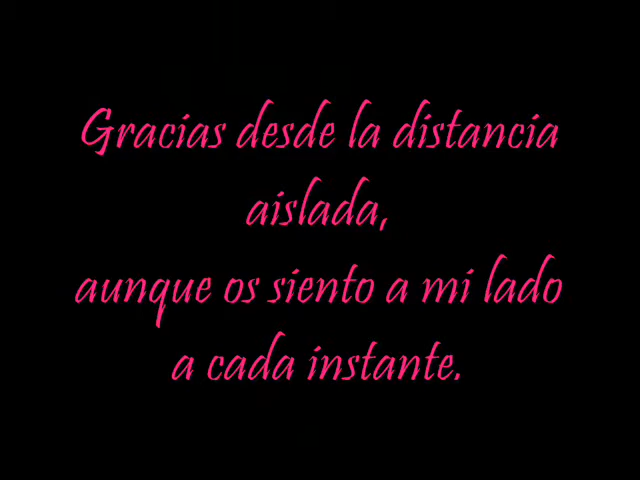 Gracias desde la distancia
aislada,
aunque os siento a mi lado
a cada instante.